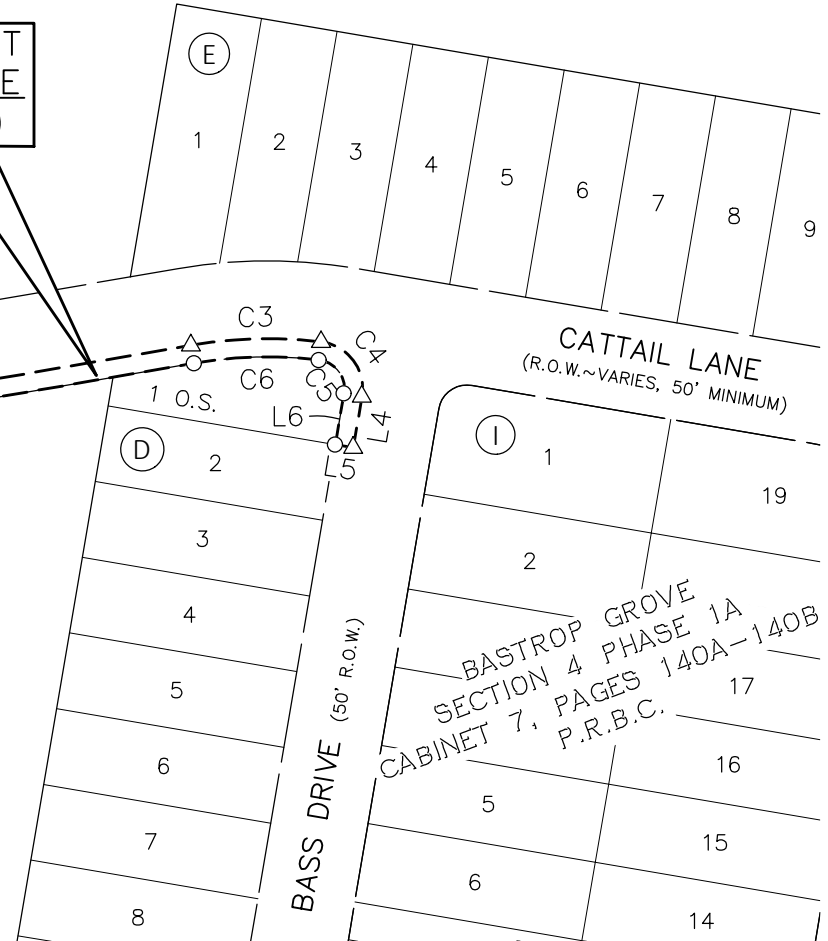 T
E
E
1
2
3
4
5
6
7
8
9
C3
C4
C6
C5
1 O.S.
L6
L4
L5
CATTAIL LANE
(R.O.W.~VARIES, 50' MINIMUM)
D
2
3
4
5
6
7
8
I
1
2
19
BASTROP GROVE
SECTION 4 PHASE 1A
CABINET 7, PAGES 140A-140B
P.R.B.C.
17
16
5
15
6
14
BASS DRIVE (50' R.O.W.)